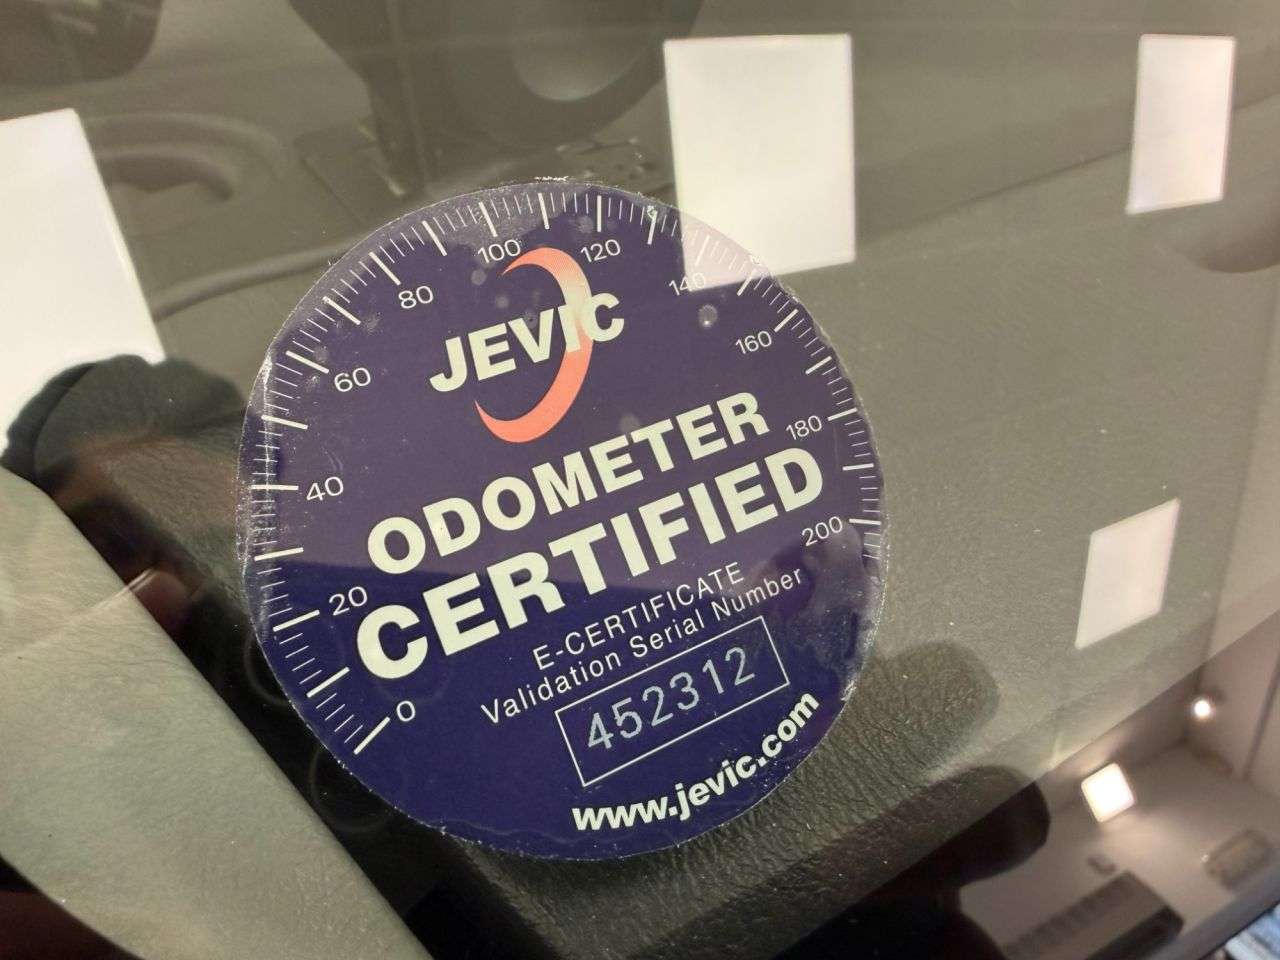 0
20
40
60
80
100
120
140
160
180
200
JEVIC
ODOMETER
CERTIFIED
E-CERTIFICATE
Validation Serial Number
452312
www.jevic.com